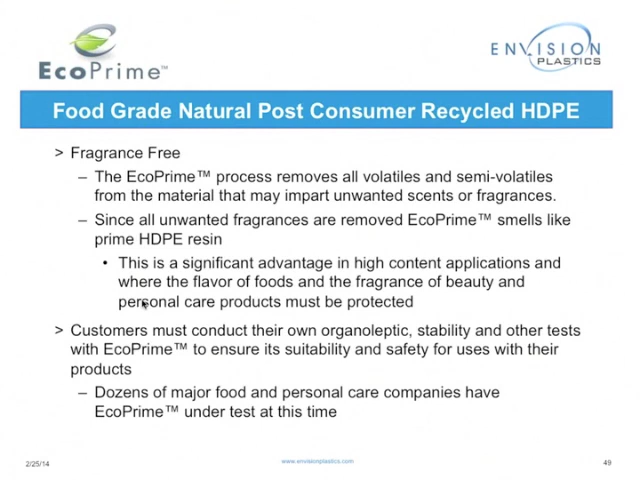 EcoPrime™
ENVISION
PLASTICS
Food Grade Natural Post Consumer Recycled HDPE
> Fragrance Free
– The EcoPrime™ process removes all volatiles and semi-volatiles
from the material that may impart unwanted scents or fragrances.
– Since all unwanted fragrances are removed EcoPrime™ smells like
prime HDPE resin
• This is a significant advantage in high content applications and
where the flavor of foods and the fragrance of beauty and
personal care products must be protected
> Customers must conduct their own organoleptic, stability and other tests
with EcoPrime™ to ensure its suitability and safety for uses with their
products
– Dozens of major food and personal care companies have
EcoPrime™ under test at this time
2/25/14
www.envisionplastics.com
49